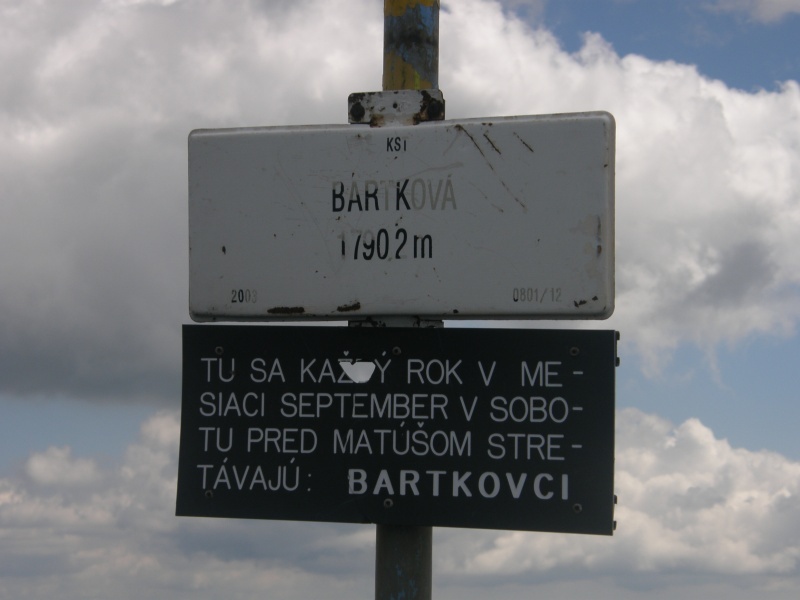 KST
BARTKOVÁ
1790.2 m
2003 0801/12
TU SA KAŽDÝ ROK V ME-
SIACI SEPTEMBER V SOBO-
TU PRED MATÚŠOM STRE-
TÁVAJÚ: BARTKOVCI